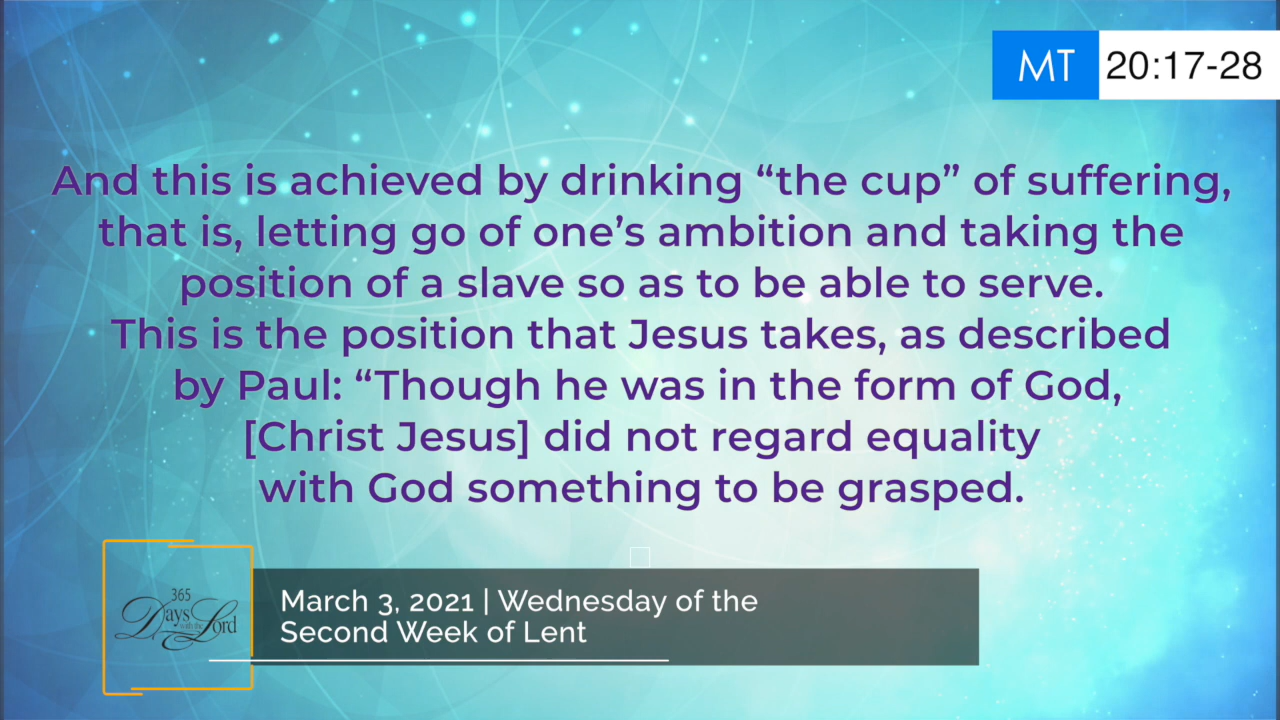 MT 20:17-28
And this is achieved by drinking “the cup” of suffering,
that is, letting go of one’s ambition and taking the
position of a slave so as to be able to serve.
This is the position that Jesus takes, as described
by Paul: “Though he was in the form of God,
[Christ Jesus] did not regard equality
with God something to be grasped.
365
Days with the Lord
March 3, 2021 | Wednesday of the
Second Week of Lent